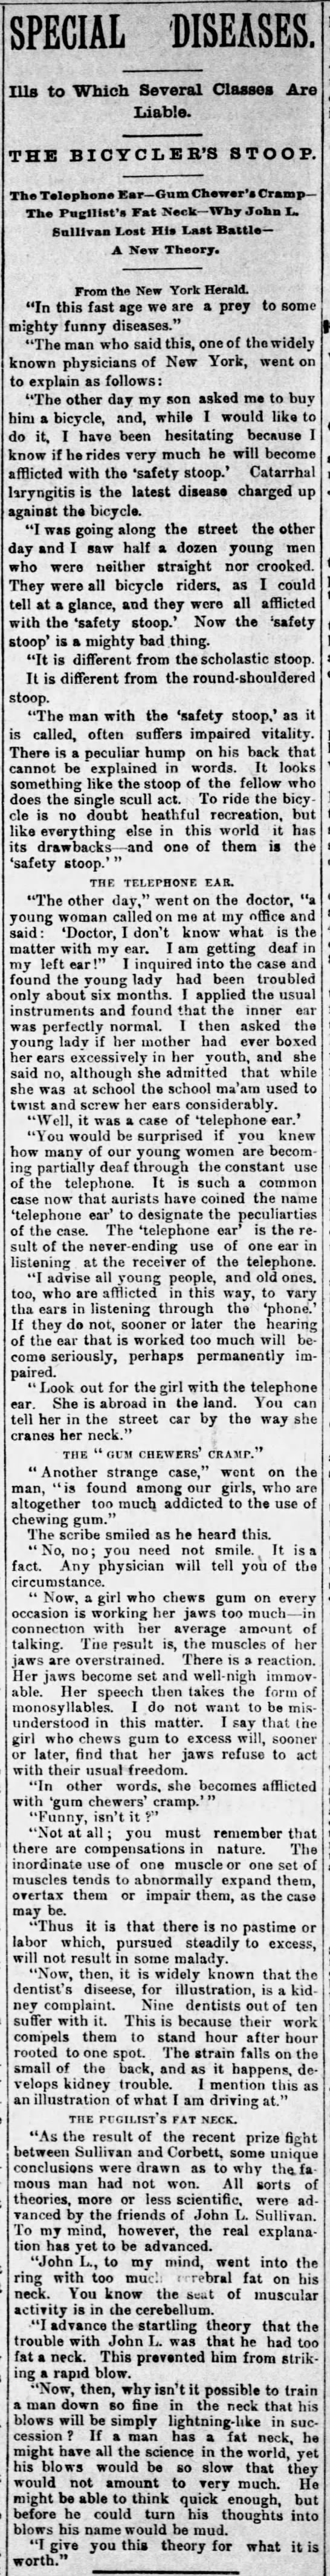 SPECIAL DISEASES.
Ills to Which Several Classes Are
Liable.
THE BICYCLER'S STOOP.
The Telephone Ear—Gum Chewer's Cramp—
The Pugilist's Fat Neck—Why John L.
Sullivan Lost His Last Battle—
A New Theory.
From the New York Herald.
"In this fast age we are a prey to some
mighty funny diseases."
"The man who said this, one of the widely
known physicians of New York, went on
to explain as follows:
"The other day my son asked me to buy
him a bicycle, and, while I would like to
do it, I have been hesitating because I
know if he rides very much he will become
afflicted with the 'safety stoop.' Catarrhal
laryngitis is the latest disease charged up
against the bicycle.
"I was going along the street the other
day and I saw half a dozen young men
who were neither straight nor crooked.
They were all bicycle riders, as I could
tell at a glance, and they were all afflicted
with the 'safety stoop.' Now the 'safety
stoop' is a mighty bad thing.
"It is different from the scholastic stoop.
It is different from the round-shouldered
stoop.
"The man with the 'safety stoop,' as it
is called, often suffers impaired vitality.
There is a peculiar hump on his back that
cannot be explained in words. It looks
something like the stoop of the fellow who
does the single scull act. To ride the bicy-
cle is no doubt heathful recreation, but
like everything else in this world it has
its drawbacks—and one of them is the
'safety stoop.'"
THE TELEPHONE EAR.
"The other day," went on the doctor, "a
young woman called on me at my office and
said: 'Doctor, I don't know what is the
matter with my ear. I am getting deaf in
my left ear!" I inquired into the case and
found the young lady had been troubled
only about six months. I applied the usual
instruments and found that the inner ear
was perfectly normal. I then asked the
young lady if her mother had ever boxed
her ears excessively in her youth, and she
said no, although she admitted that while
she was at school the school ma'am used to
twist and screw her ears considerably.
"Well, it was a case of 'telephone ear.'
"You would be surprised if you knew
how many of our young women are becom-
ing partially deaf through the constant use
of the telephone. It is such a common
case now that aurists have coined the name
'telephone ear' to designate the peculiarties
of the case. The 'telephone ear' is the re-
sult of the never-ending use of one ear in
listening at the receiver of the telephone.
"I advise all young people, and old ones,
too, who are afflicted in this way, to vary
tha ears in listening through the 'phone.'
If they do not, sooner or later the hearing
of the ear that is worked too much will be-
come seriously, perhaps permanently im-
paired.
"Look out for the girl with the telephone
ear. She is abroad in the land. You can
tell her in the street car by the way she
cranes her neck."
THE "GUM CHEWERS' CRAMP."
"Another strange case," went on the
man, "is found among our girls, who are
altogether too much addicted to the use of
chewing gum."
The scribe smiled as he heard this.
"No, no; you need not smile. It is a
fact. Any physician will tell you of the
circumstance.
"Now, a girl who chews gum on every
occasion is working her jaws too much—in
connection with her average amount of
talking. The result is, the muscles of her
jaws are overstrained. There is a reaction.
Her jaws become set and well-nigh immov-
able. Her speech then takes the form of
monosyllables. I do not want to be mis-
understood in this matter. I say that the
girl who chews gum to excess will, sooner
or later, find that her jaws refuse to act
with their usual freedom.
"In other words, she becomes afflicted
with 'gum chewers' cramp.'"
"Funny, isn't it?"
"Not at all; you must remember that
there are compensations in nature. The
inordinate use of one muscle or one set of
muscles tends to abnormally expand them,
overtax them or impair them, as the case
may be.
"Thus it is that there is no pastime or
labor which, pursued steadily to excess,
will not result in some malady.
"Now, then, it is widely known that the
dentist's diseese, for illustration, is a kid-
ney complaint. Nine dentists out of ten
suffer with it. This is because their work
compels them to stand hour after hour
rooted to one spot. The strain falls on the
small of the back, and as it happens, de-
velops kidney trouble. I mention this as
an illustration of what I am driving at."
THE PUGILIST'S FAT NECK.
"As the result of the recent prize fight
between Sullivan and Corbett, some unique
conclusions were drawn as to why the fa-
mous man had not won. All sorts of
theories, more or less scientific, were ad-
vanced by the friends of John L. Sullivan.
To my mind, however, the real explana-
tion has yet to be advanced.
"John L., to my mind, went into the
ring with too much fat on his
neck. You know the seat of muscular
activity is in the cerebellum.
"I advance the startling theory that the
trouble with John L. was that he had too
fat a neck. This prevented him from strik-
ing a rapid blow.
"Now, then, why isn't it possible to train
a man down so fine in the neck that his
blows will be simply lightning-like in suc-
cession? If a man has a fat neck, he
might have all the science in the world, yet
his blows would be so slow that they
would not amount to very much. He
might be able to think quick enough, but
before he could turn his thoughts into
blows his name would be mud.
"I give you this theory for what it is
worth."